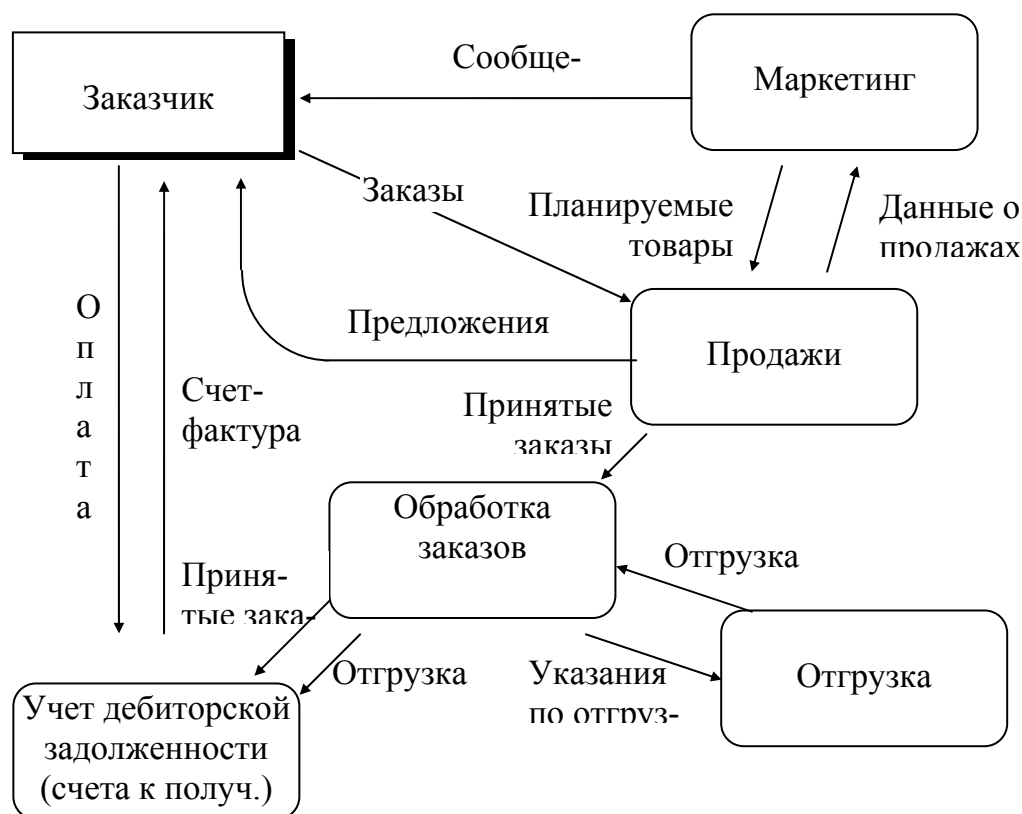 Сообще-
Маркетинг
Заказчик
Заказы
Планируемые
товары
Данные о
продажах
О
п
л
а
т
а
Предложения
Продажи
Счет-
фактура
Принятые
заказы
Обработка
заказов
Отгрузка
Приня-
тые зака-
Отгрузка
Указания
по отгруз-
Отгрузка
Учет дебиторской
задолженности
(счета к получ.)